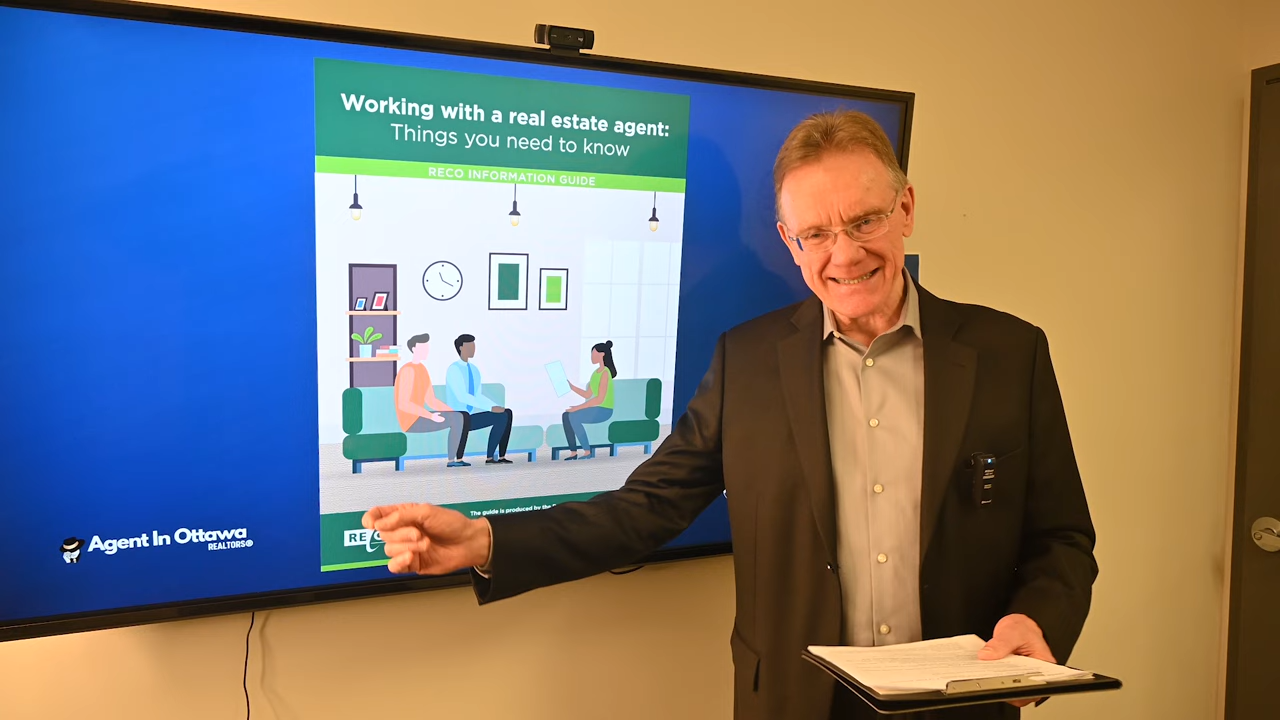 Working with a real estate agent:
Things you need to know
RECO INFORMATION GUIDE
The guide is produced by the
Agent In Ottawa
REALTORS®